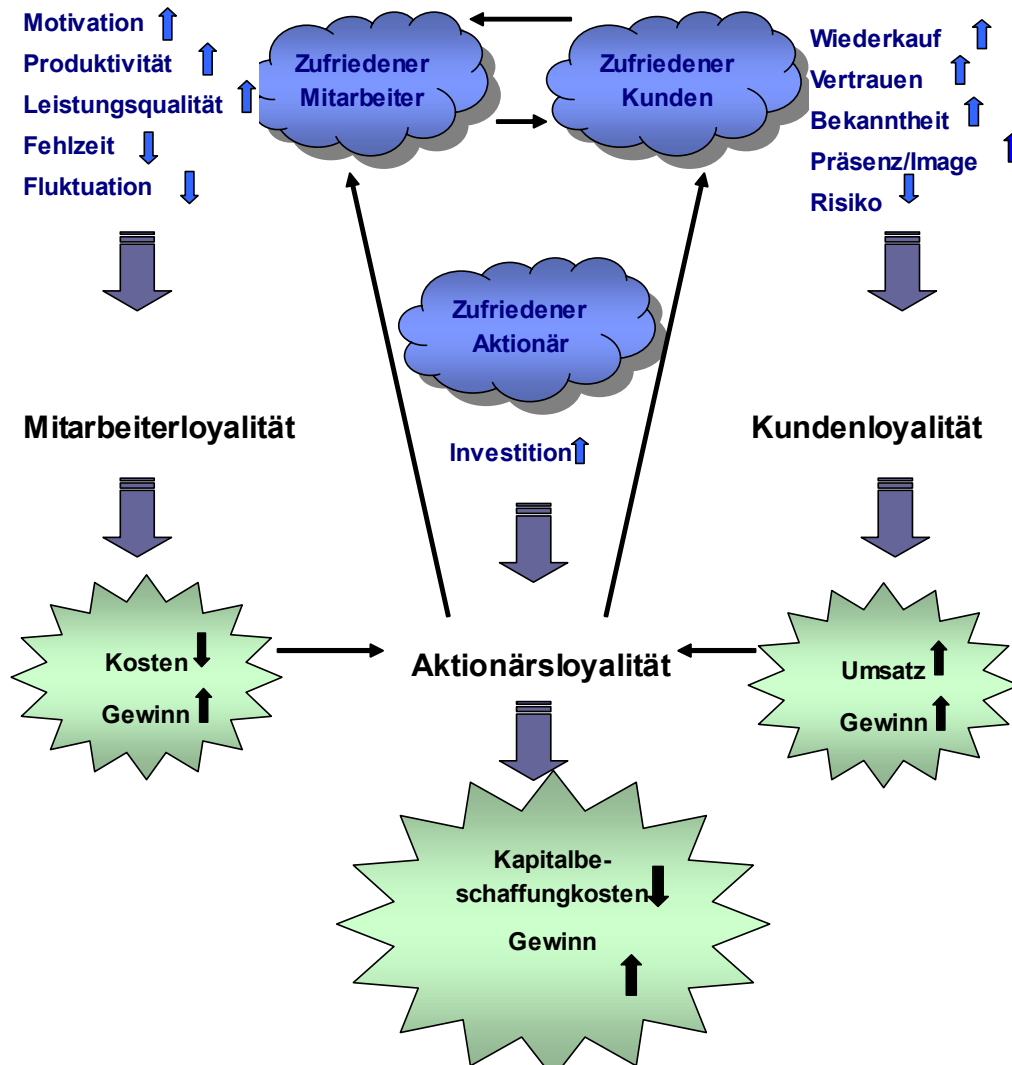 Motivation
Produktivität
Leistungsqualität
Fehlzeit
Fluktuation
Zufriedener
Mitarbeiter
Zufriedener
Kunden
Wiederkauf
Vertrauen
Bekanntheit
Präsenz/Image
Risiko
Zufriedener
Aktionär
Mitarbeiterloyalität
Investition
Kundenloyalität
Kosten
Gewinn
Aktionärsloyalität
Umsatz
Gewinn
Kapitalbe-
schaffungkosten
Gewinn